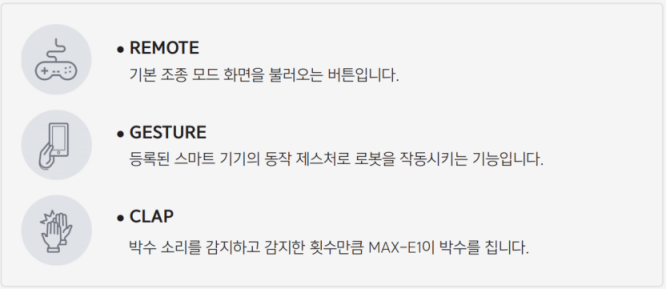 • REMOTE
기본 조종 모드 화면을 불러오는 버튼입니다.
• GESTURE
등록된 스마트 기기의 동작 제스처로 로봇을 작동시키는 기능입니다.
• CLAP
박수 소리를 감지하고 감지한 횟수만큼 MAX-E1이 박수를 칩니다.